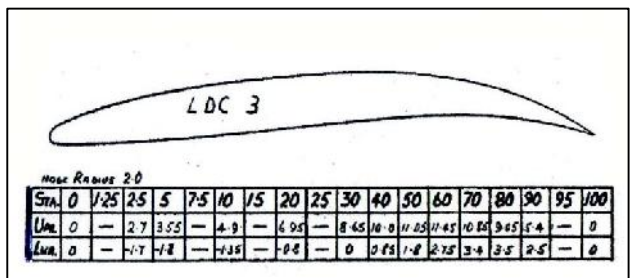 LDC 3
NOSE RADIUS 2.0
STA. 0 1.25 2.5 5 7.5 10 15 20 25 30 40 50 60 70 80 90 95 100
UPR. 0 — 2.7 3.55 — 4.9 — 6.95 — 8.65 10.0 11.05 11.45 10.85 9.05 5.4 — 0
LWR. 0 — -1.7 -1.8 — -1.35 — -0.8 — 0 0.85 1.8 2.75 3.4 3.5 2.5 — 0